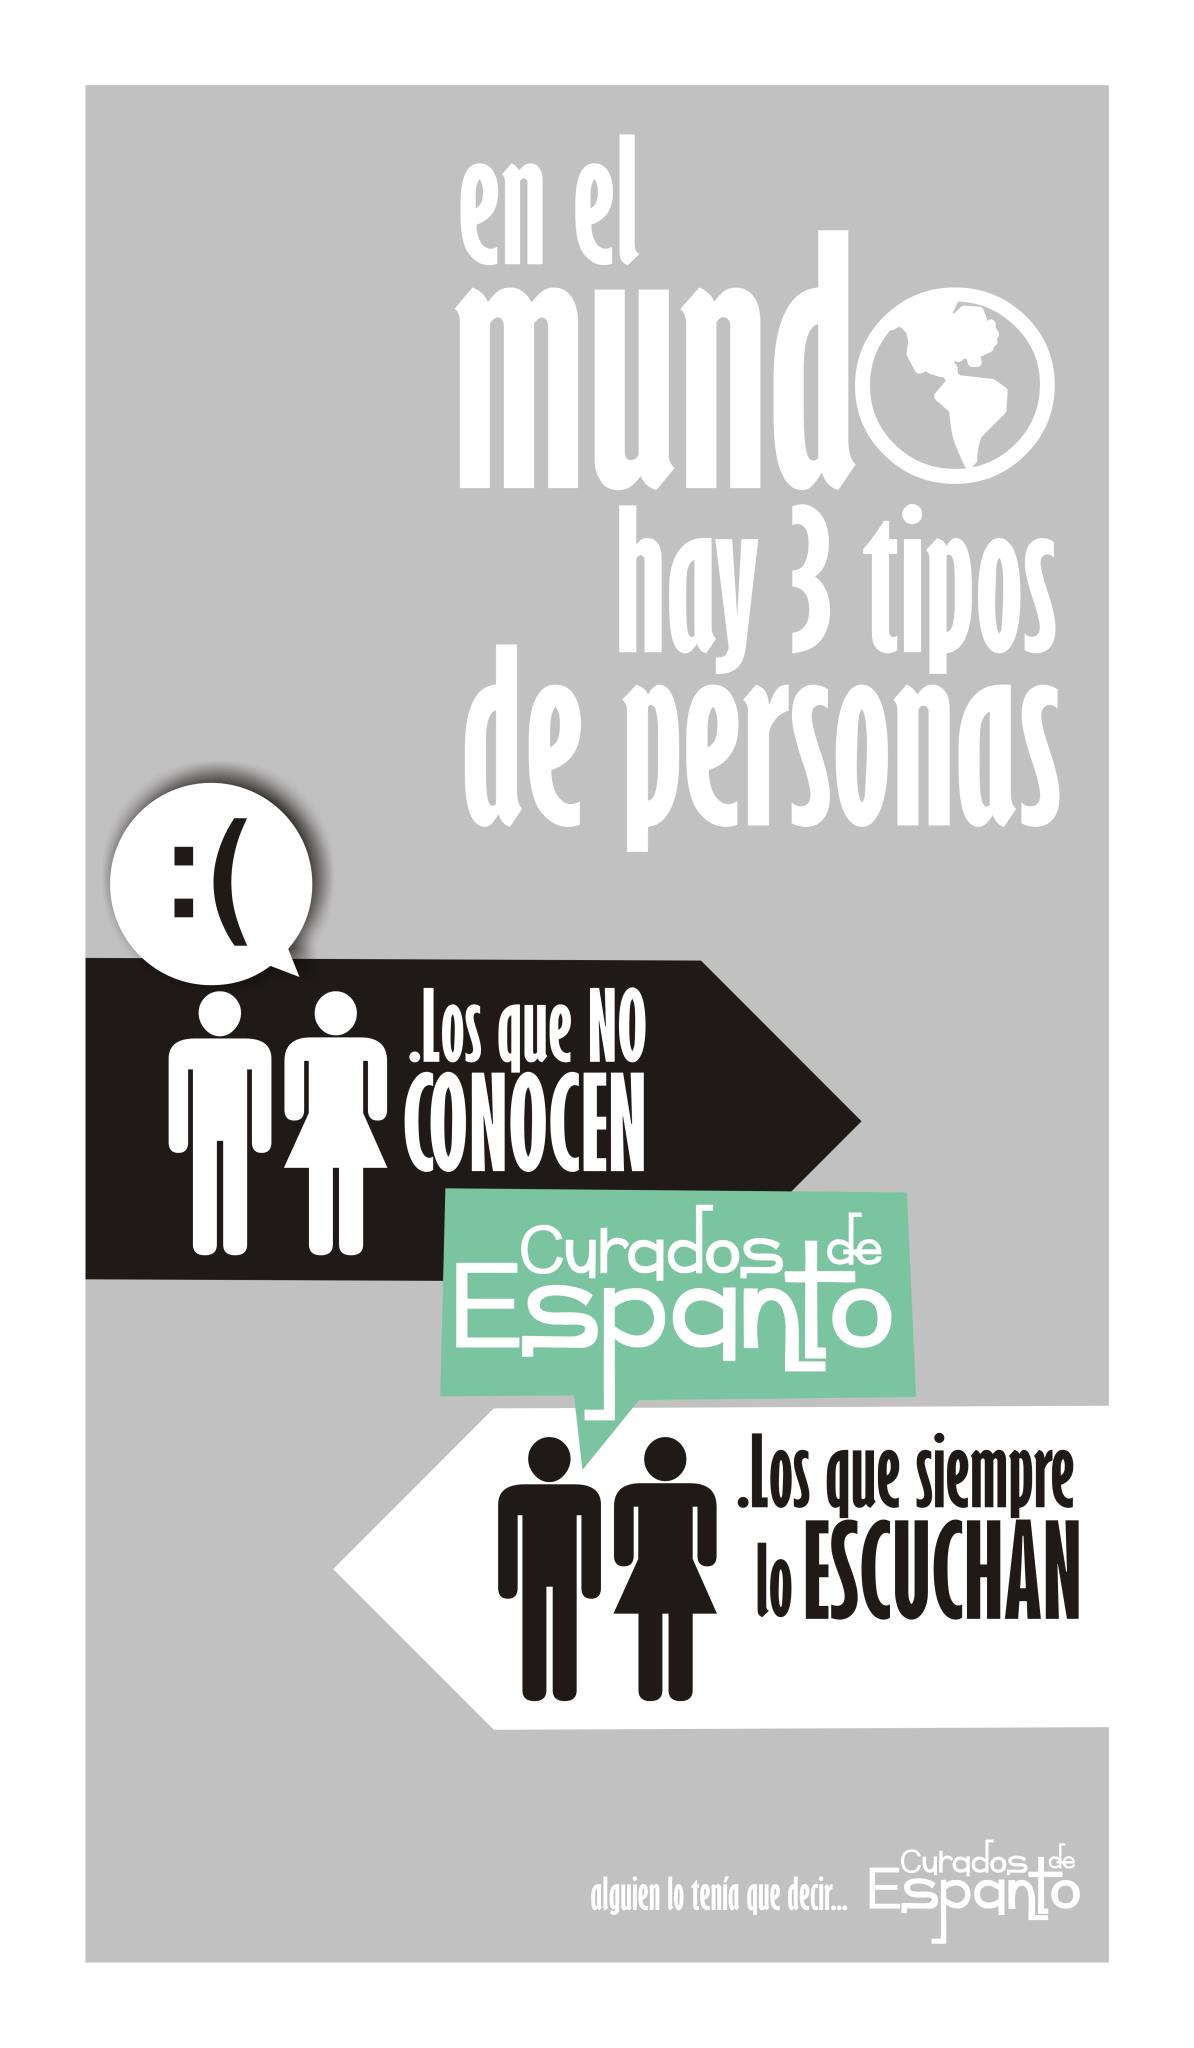 en el
mundo
hay 3 tipos
de personas
:(
.Los que NO
CONOCEN
Curados de
Espanto
.Los que siempre
lo ESCUCHAN
alguien lo tenía que decir...
Curados de
Espanto